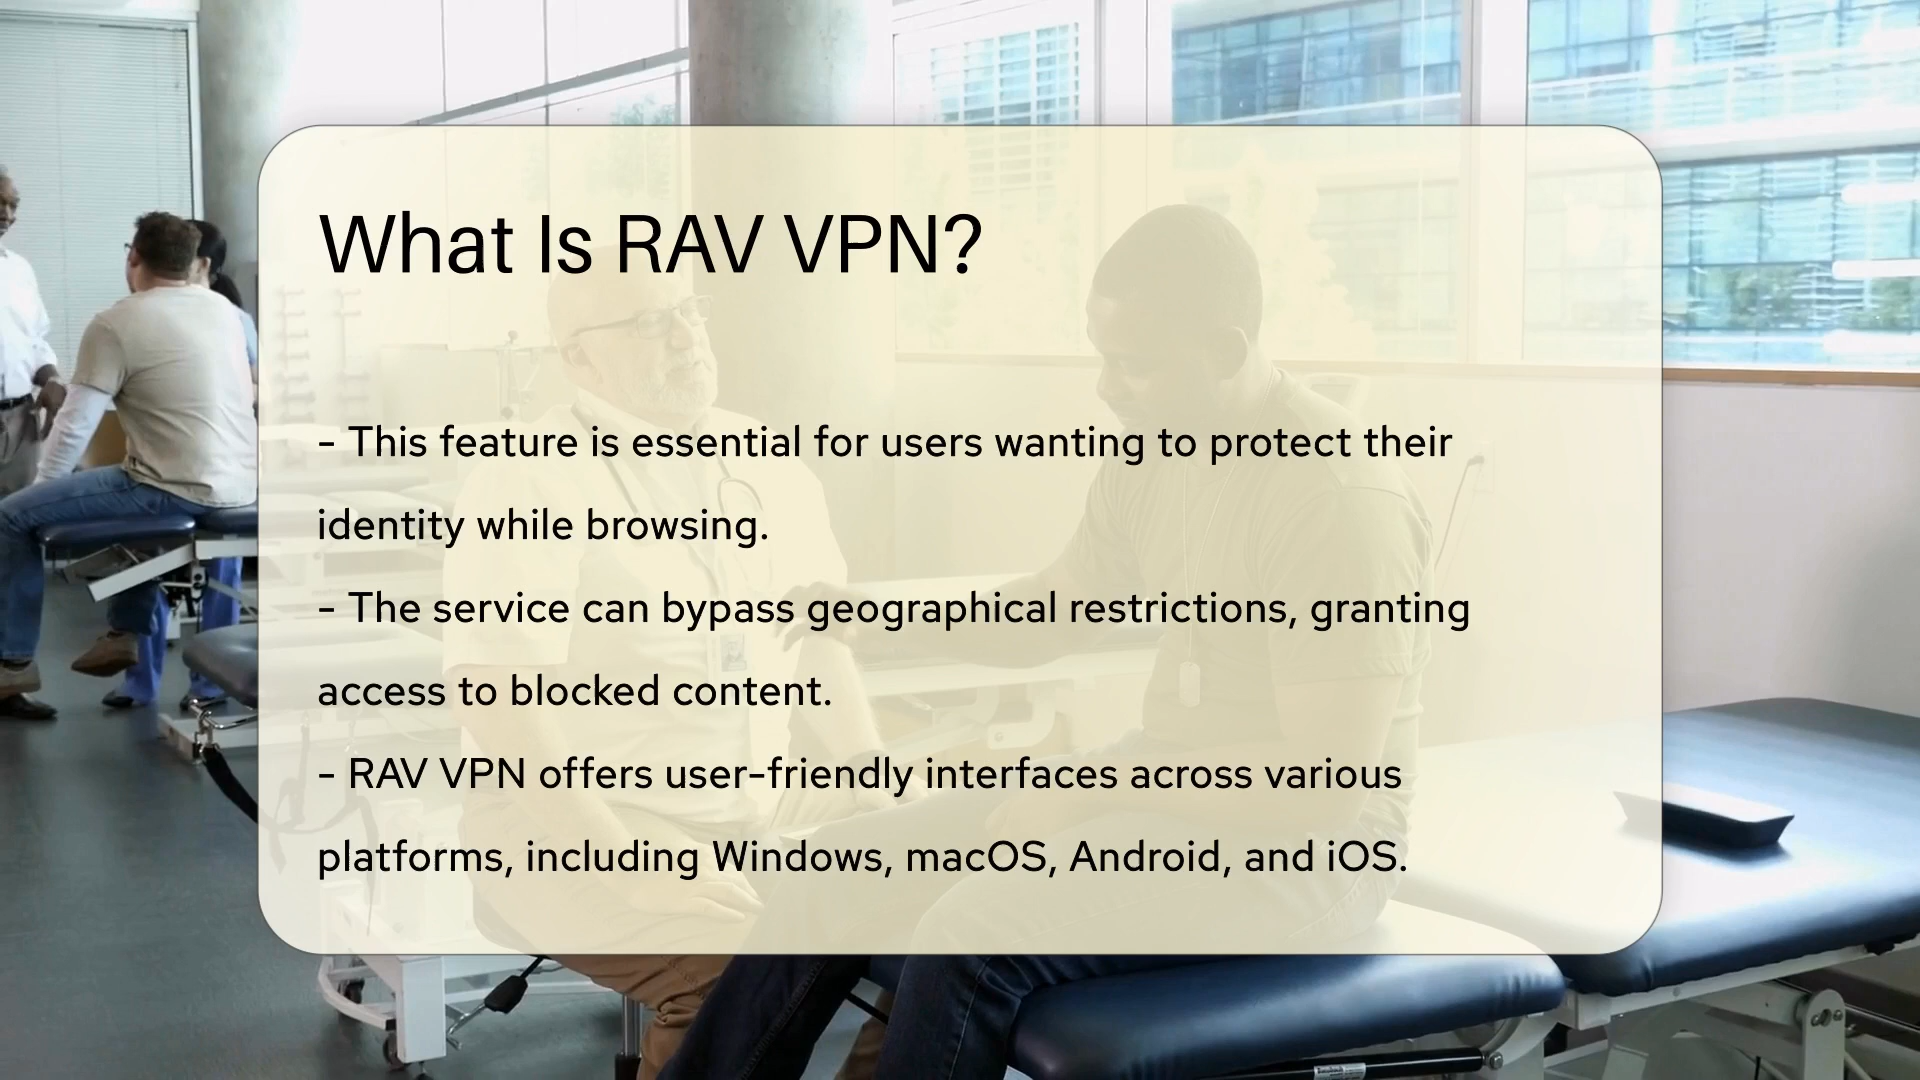 What Is RAV VPN?
- This feature is essential for users wanting to protect their
identity while browsing.
- The service can bypass geographical restrictions, granting
access to blocked content.
- RAV VPN offers user-friendly interfaces across various
platforms, including Windows, macOS, Android, and iOS.